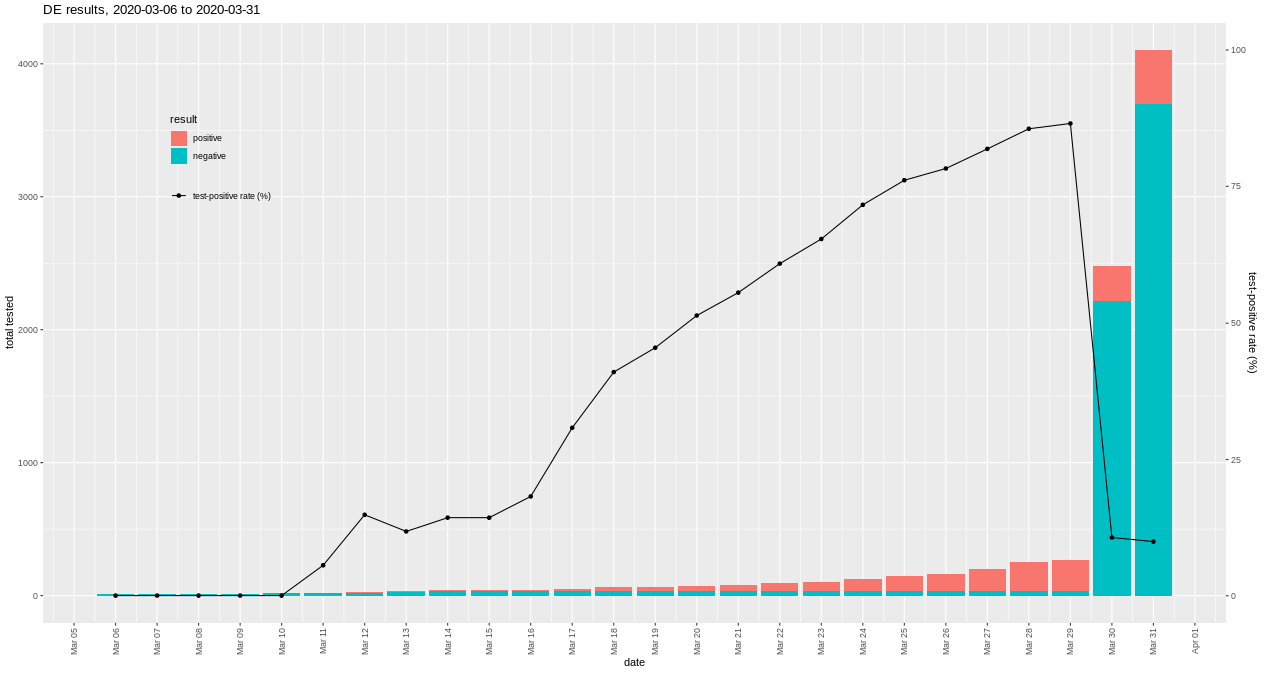 DE results, 2020-03-06 to 2020-03-31
result
positive
negative
test-positive rate (%)
total tested
4000
3000
2000
1000
0
100
75
50
25
0
test-positive rate (%)
Mar 05
Mar 06
Mar 07
Mar 08
Mar 09
Mar 10
Mar 11
Mar 12
Mar 13
Mar 14
Mar 15
Mar 16
Mar 17
Mar 18
Mar 19
Mar 20
Mar 21
Mar 22
Mar 23
Mar 24
Mar 25
Mar 26
Mar 27
Mar 28
Mar 29
Mar 30
Mar 31
Apr 01
date